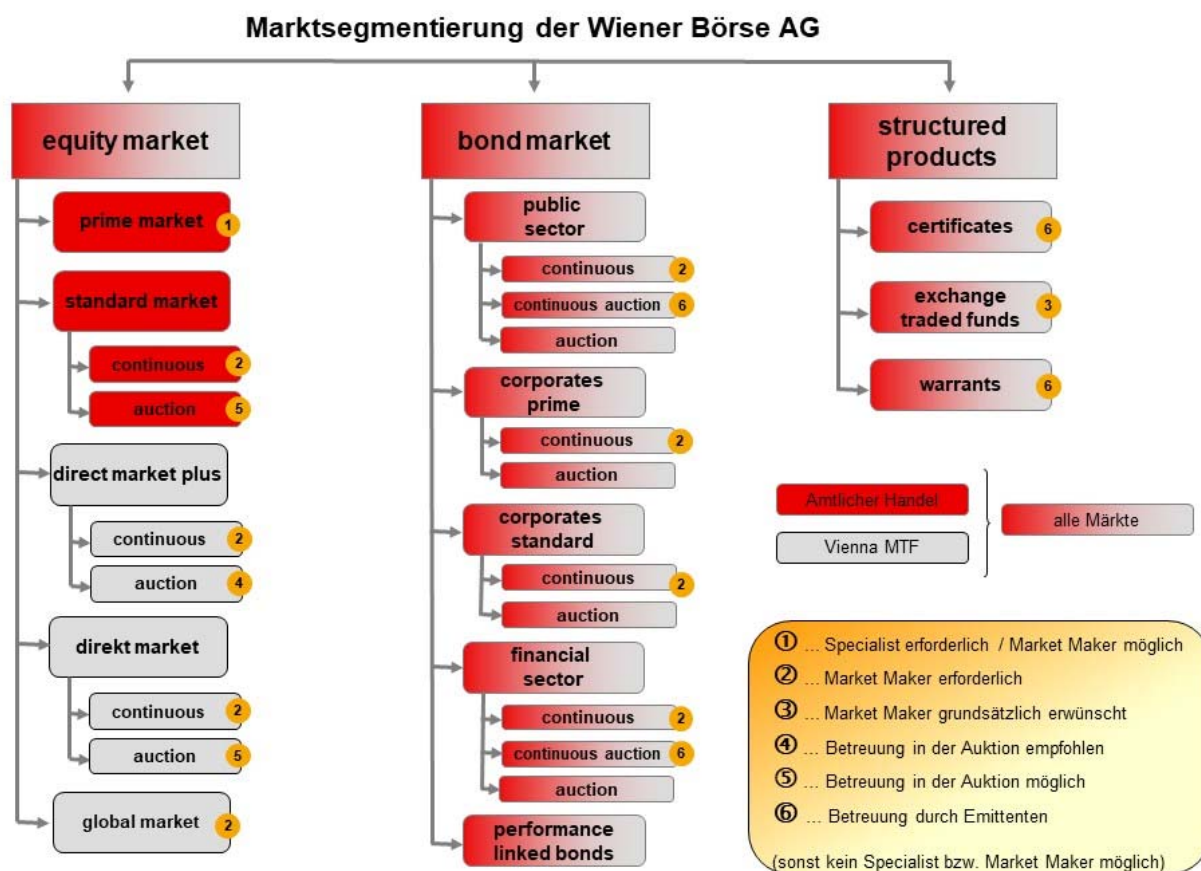 Marktsegmentierung der Wiener Börse AG
equity market
prime market
1
standard market
continuous
2
auction
5
direct market plus
continuous
2
auction
4
direkt market
continuous
2
auction
5
global market
2
bond market
public
sector
continuous
2
continuous auction
6
auction
corporates
prime
continuous
2
auction
corporates
standard
continuous
2
auction
financial
sector
continuous
2
continuous auction
6
auction
performance
linked bonds
structured
products
certificates
6
exchange
traded funds
3
warrants
6
Amtlicher Handel
Vienna MTF
alle Märkte
① ... Specialist erforderlich / Market Maker möglich
② ... Market Maker erforderlich
③ ... Market Maker grundsätzlich erwünscht
④ ... Betreuung in der Auktion empfohlen
⑤ ... Betreuung in der Auktion möglich
⑥ ... Betreuung durch Emittenten
(sonst kein Specialist bzw. Market Maker möglich)